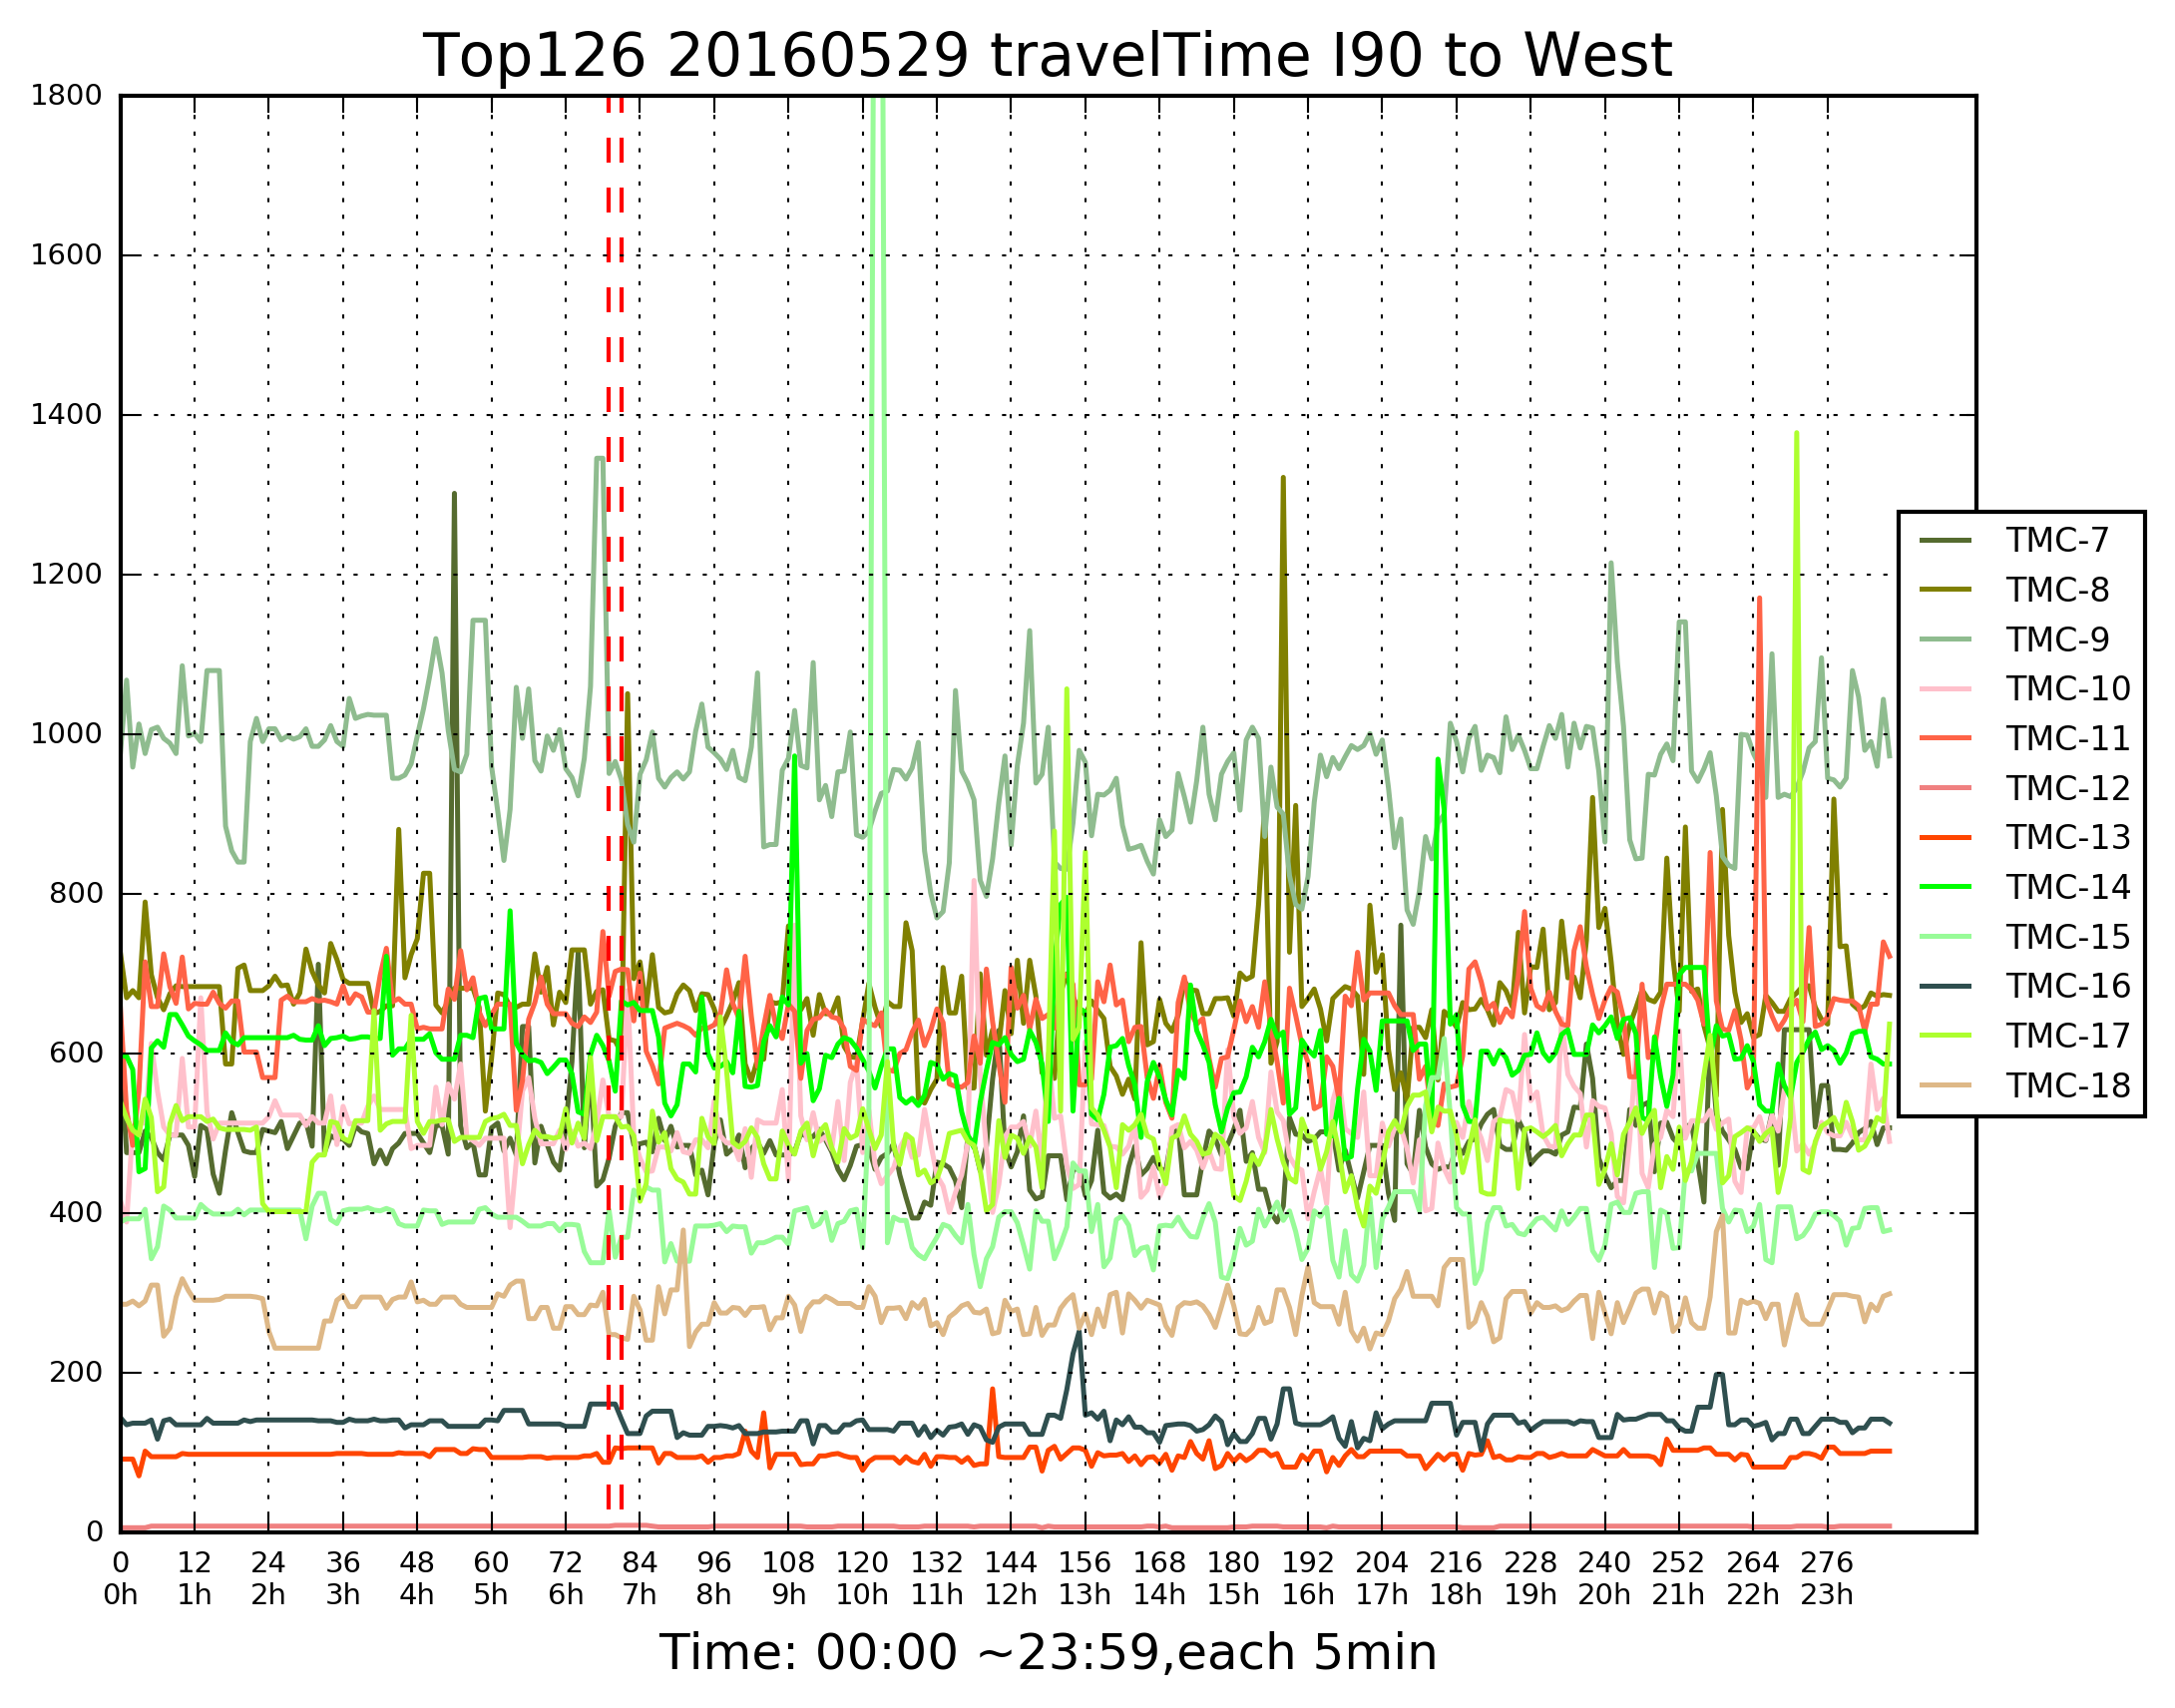 Top126 20160529 travelTime I90 to West
1800
1600
1400
1200
1000
800
600
400
200
0
TMC-7
TMC-8
TMC-9
TMC-10
TMC-11
TMC-12
TMC-13
TMC-14
TMC-15
TMC-16
TMC-17
TMC-18
0 12 24 36 48 60 72 84 96 108 120 132 144 156 168 180 192 204 216 228 240 252 264 276
0h 1h 2h 3h 4h 5h 6h 7h 8h 9h 10h 11h 12h 13h 14h 15h 16h 17h 18h 19h 20h 21h 22h 23h
Time: 00:00 ~23:59,each 5min